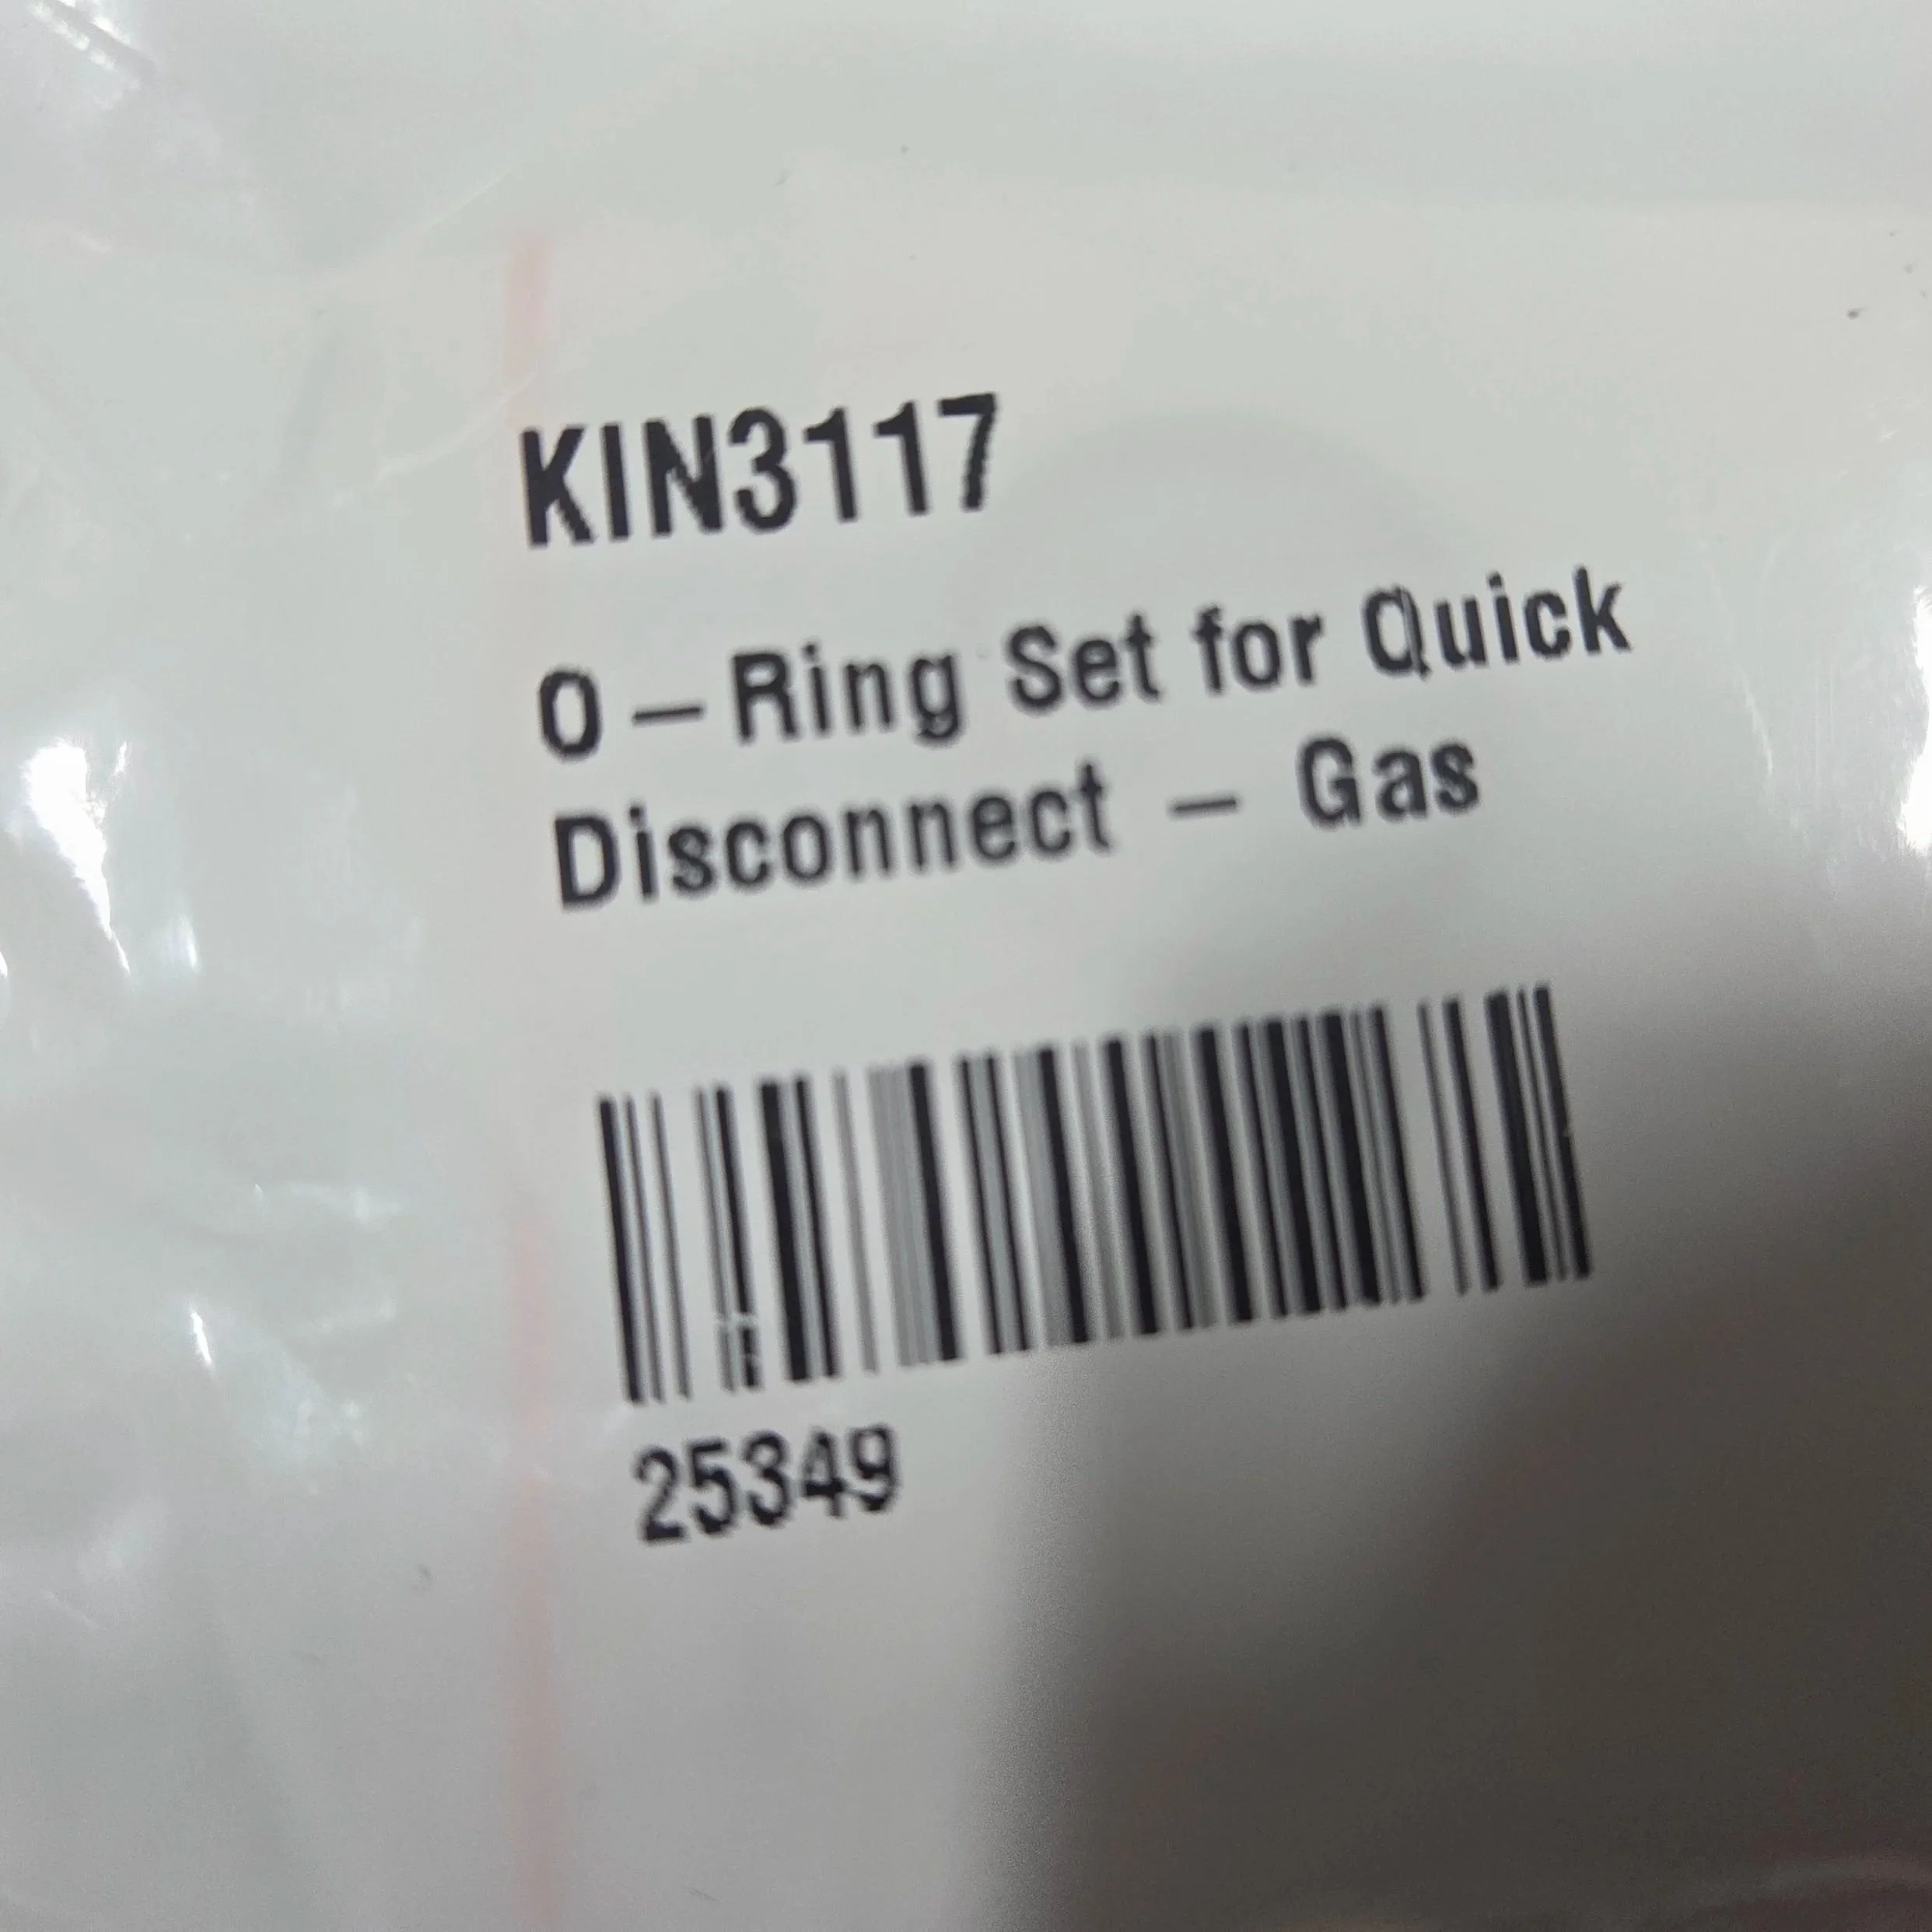 KIN3117
O-Ring Set for Quick
Disconnect - Gas
25349